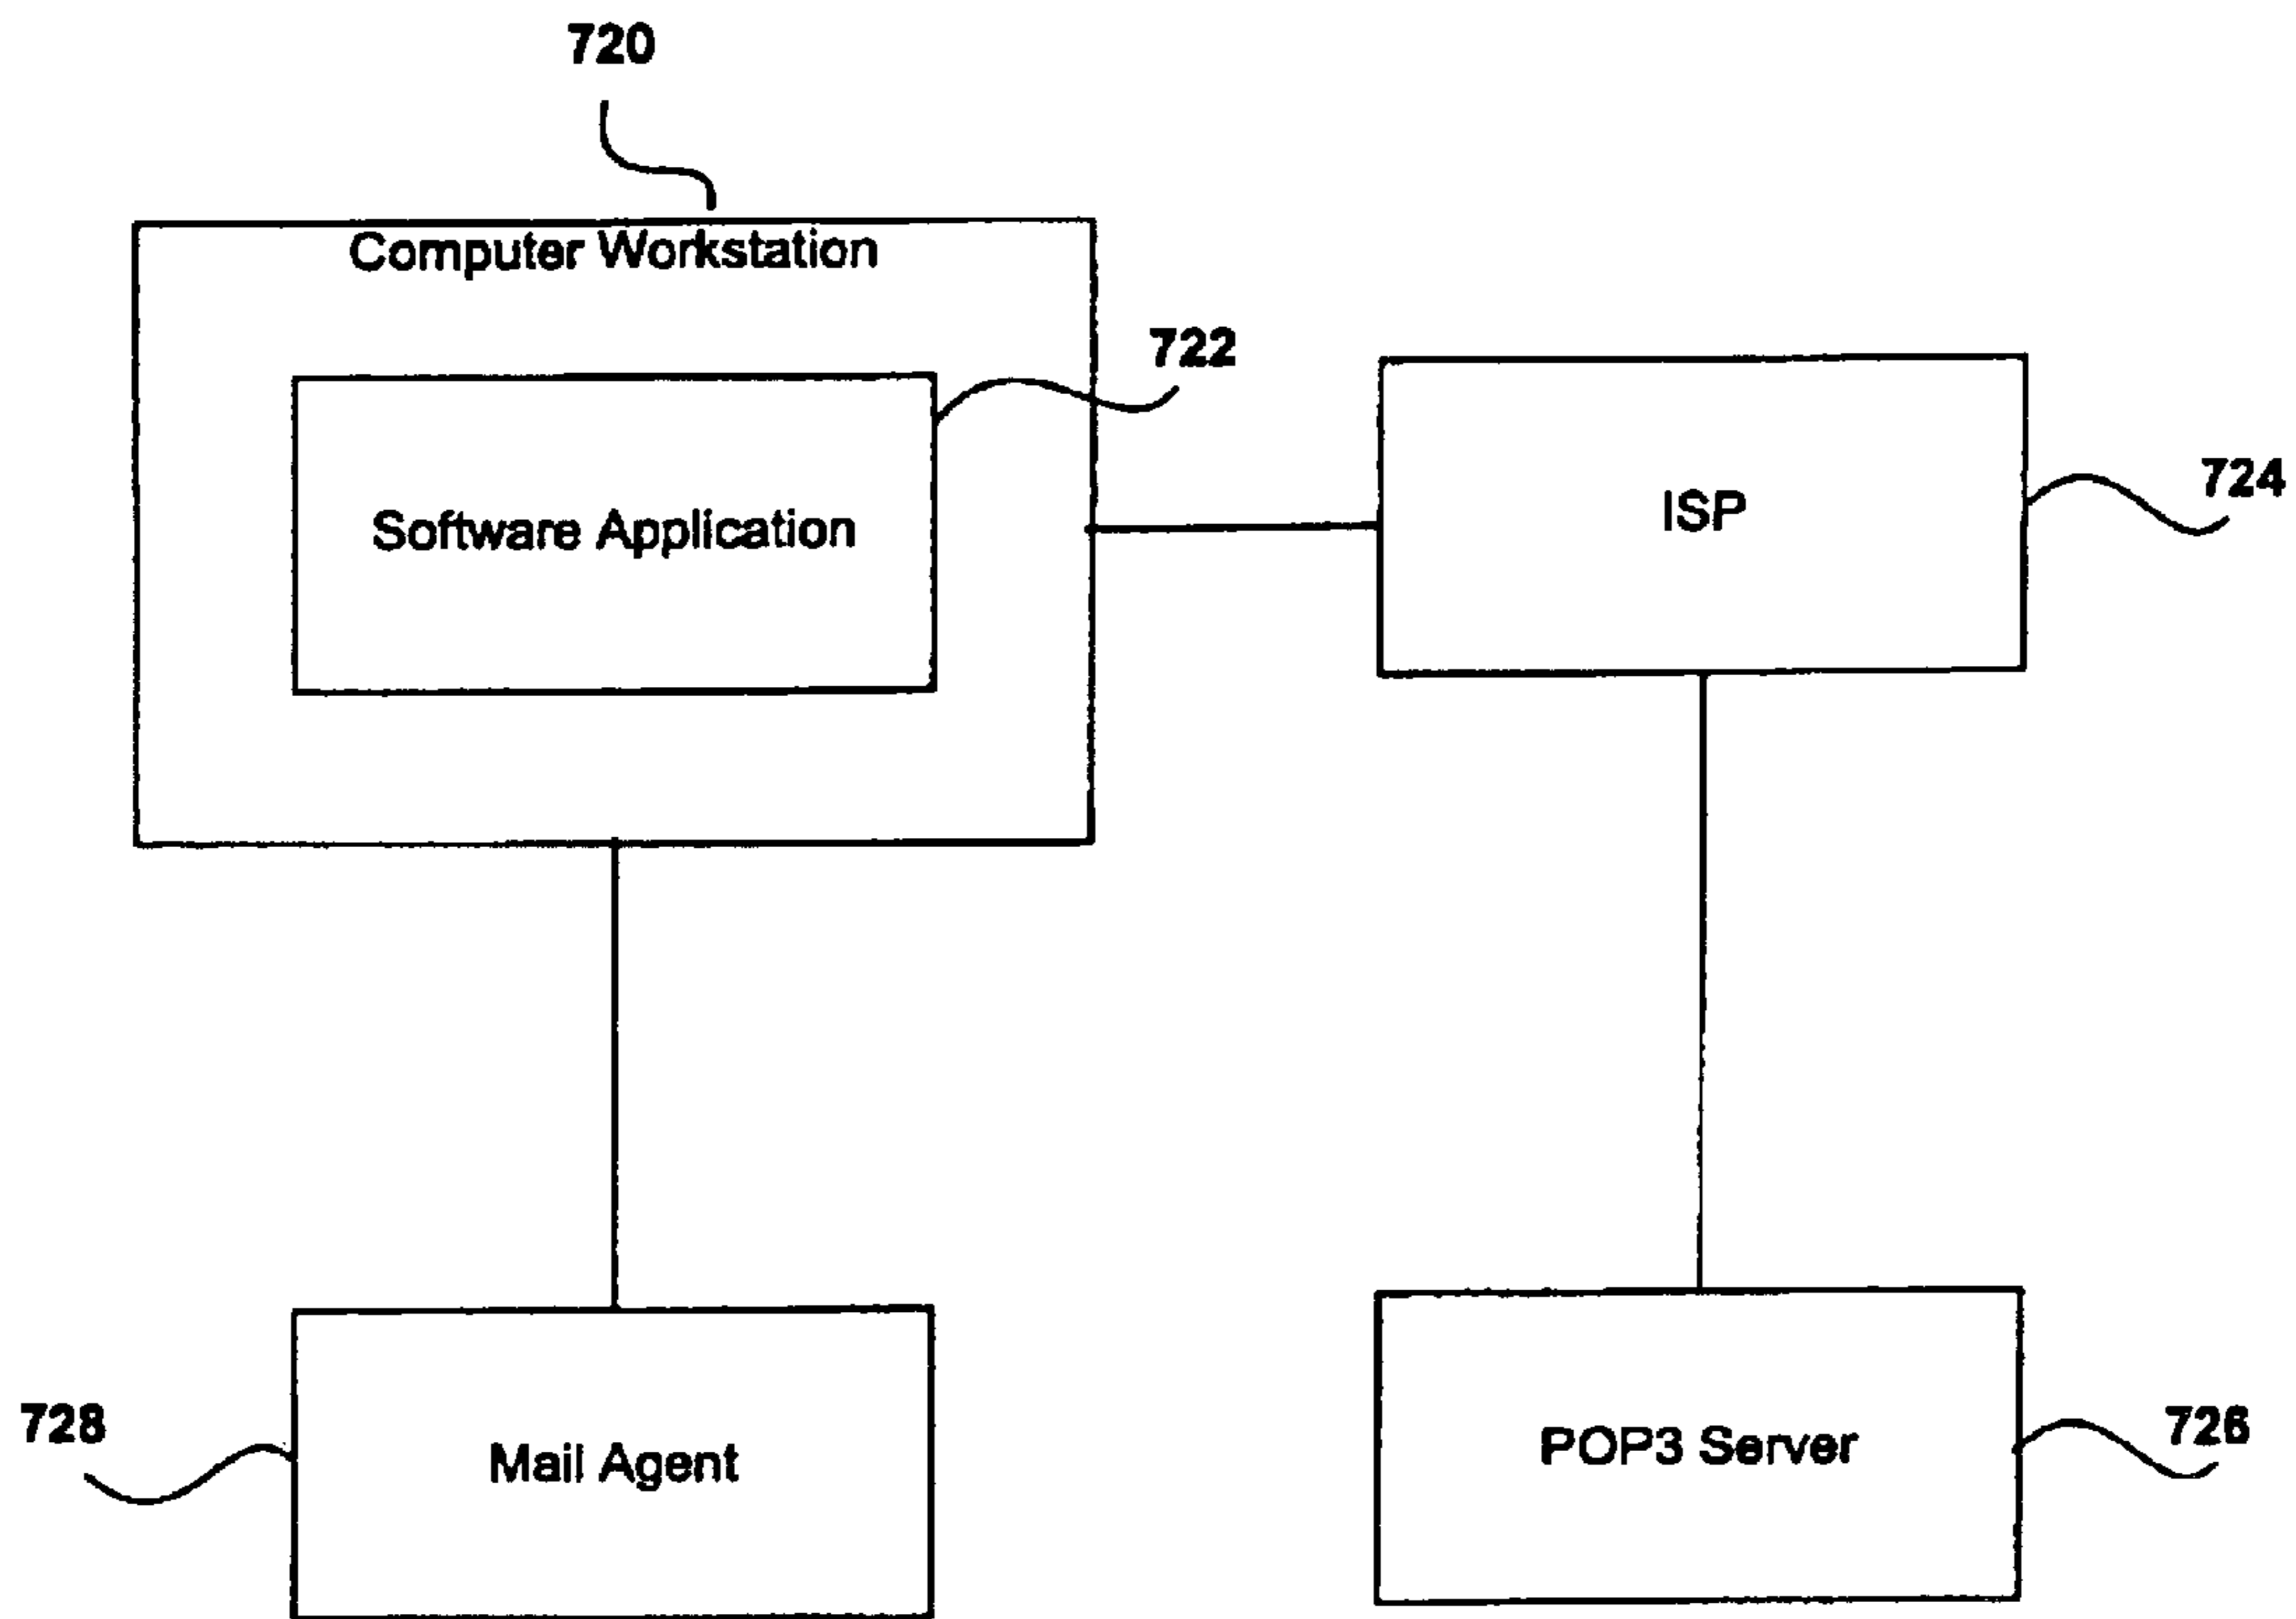 720
Computer Workstation
722
Software Application
ISP
724
728
Mail Agent
POP3 Server
726